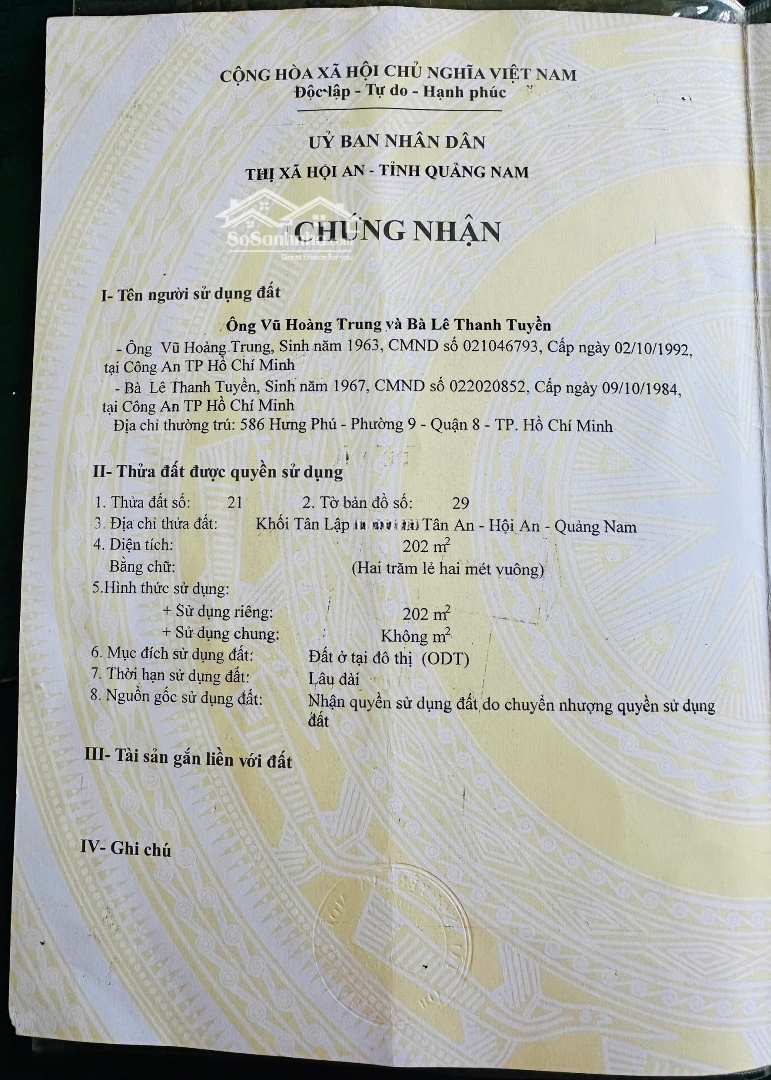 CỘNG HÒA XÃ HỘI CHỦ NGHĨA VIỆT NAM
Độc lập - Tự do - Hạnh phúc
UỶ BAN NHÂN DÂN
THỊ XÃ HỘI AN - TỈNH QUẢNG NAM
CHỨNG NHẬN
SoSanhnha.com
Great choice for you
I- Tên người sử dụng đất
Ông Vũ Hoàng Trung và Bà Lê Thanh Tuyền
- Ông Vũ Hoàng Trung, Sinh năm 1963, CMND số 021046793, Cấp ngày 02/10/1992,
tại Công An TP Hồ Chí Minh
- Bà Lê Thanh Tuyền, Sinh năm 1967, CMND số 022020852, Cấp ngày 09/10/1984,
tại Công An TP Hồ Chí Minh
Địa chỉ thường trú: 586 Hưng Phú - Phường 9 - Quận 8 - TP. Hồ Chí Minh
II- Thửa đất được quyền sử dụng
1. Thửa đất số: 21 2. Tờ bản đồ số: 29
3. Địa chỉ thửa đất: Khối Tân Lập Tân An - Hội An - Quảng Nam
4. Diện tích: 202 m²
Bằng chữ: (Hai trăm lẻ hai mét vuông)
5.Hình thức sử dụng:
+ Sử dụng riêng: 202 m²
+ Sử dụng chung: Không m²
6. Mục đích sử dụng đất: Đất ở tại đô thị (ODT)
7. Thời hạn sử dụng đất: Lâu dài
8. Nguồn gốc sử dụng đất: Nhận quyền sử dụng đất do chuyển nhượng quyền sử dụng
đất
III- Tài sản gắn liền với đất
IV- Ghi chú